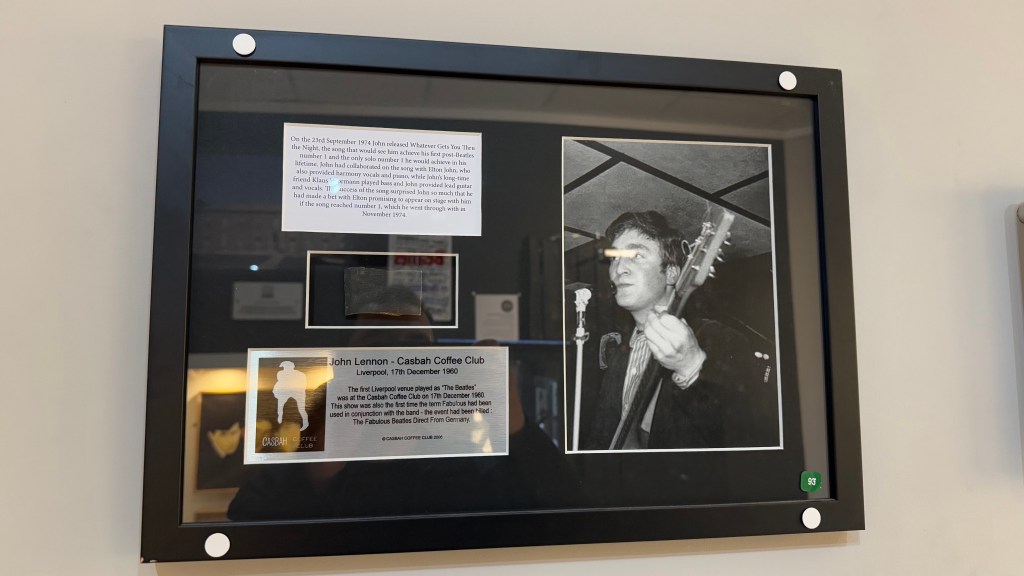 On the 23rd September 1974 John released Whatever Gets You Thru
the Night, the song that would see him achieve his first post-Beatles
number 1 and the only solo number 1 he would achieve in his
lifetime. John had collaborated on the song with Elton John, who
also provided harmony vocals and piano, while John's long-time
friend Klaus played bass and John provided lead guitar
and vocals. success of the song surprised John so much that he
had made a bet with Elton promising to appear on stage with him
if the song reached number 1, which he went through with in
November 1974.
John Lennon - Casbah Coffee Club
Liverpool, 17th December 1960
The first Liverpool venue played as "The Beatles"
was at the Casbah Coffee Club on 17th December 1960.
This show was also the first time the term Fabulous had been
used in conjunction with the band - the event had been billed
The Fabulous Beatles Direct From Germany.
© CASBAH COFFEE CLUB
CASBAH COFFEE
CLUB
93